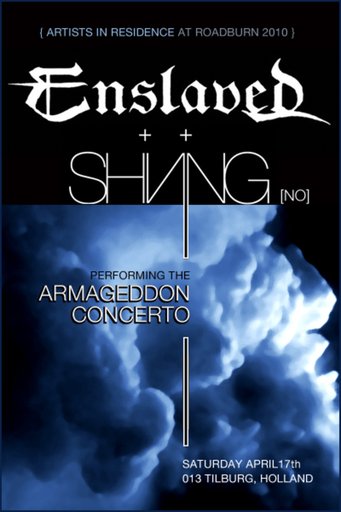 { ARTISTS IN RESIDENCE AT ROADBURN 2010 }
Enslaved
SHINING [NO]
PERFORMING THE
ARMAGEDDON
CONCERTO
SATURDAY APRIL17th
013 TILBURG, HOLLAND